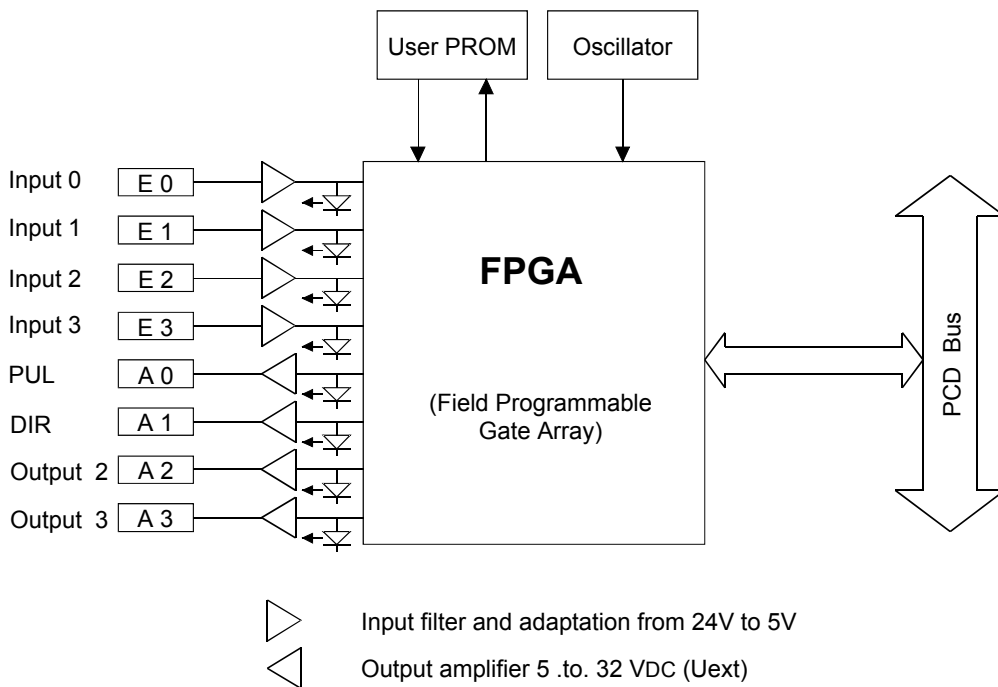 User PROM
Oscillator
Input 0 E 0
Input 1 E 1
Input 2 E 2
Input 3 E 3
PUL A 0
DIR A 1
Output 2 A 2
Output 3 A 3
FPGA
(Field Programmable
Gate Array)
PCD Bus
Input filter and adaptation from 24V to 5V
Output amplifier 5 .to. 32 VDC (Uext)